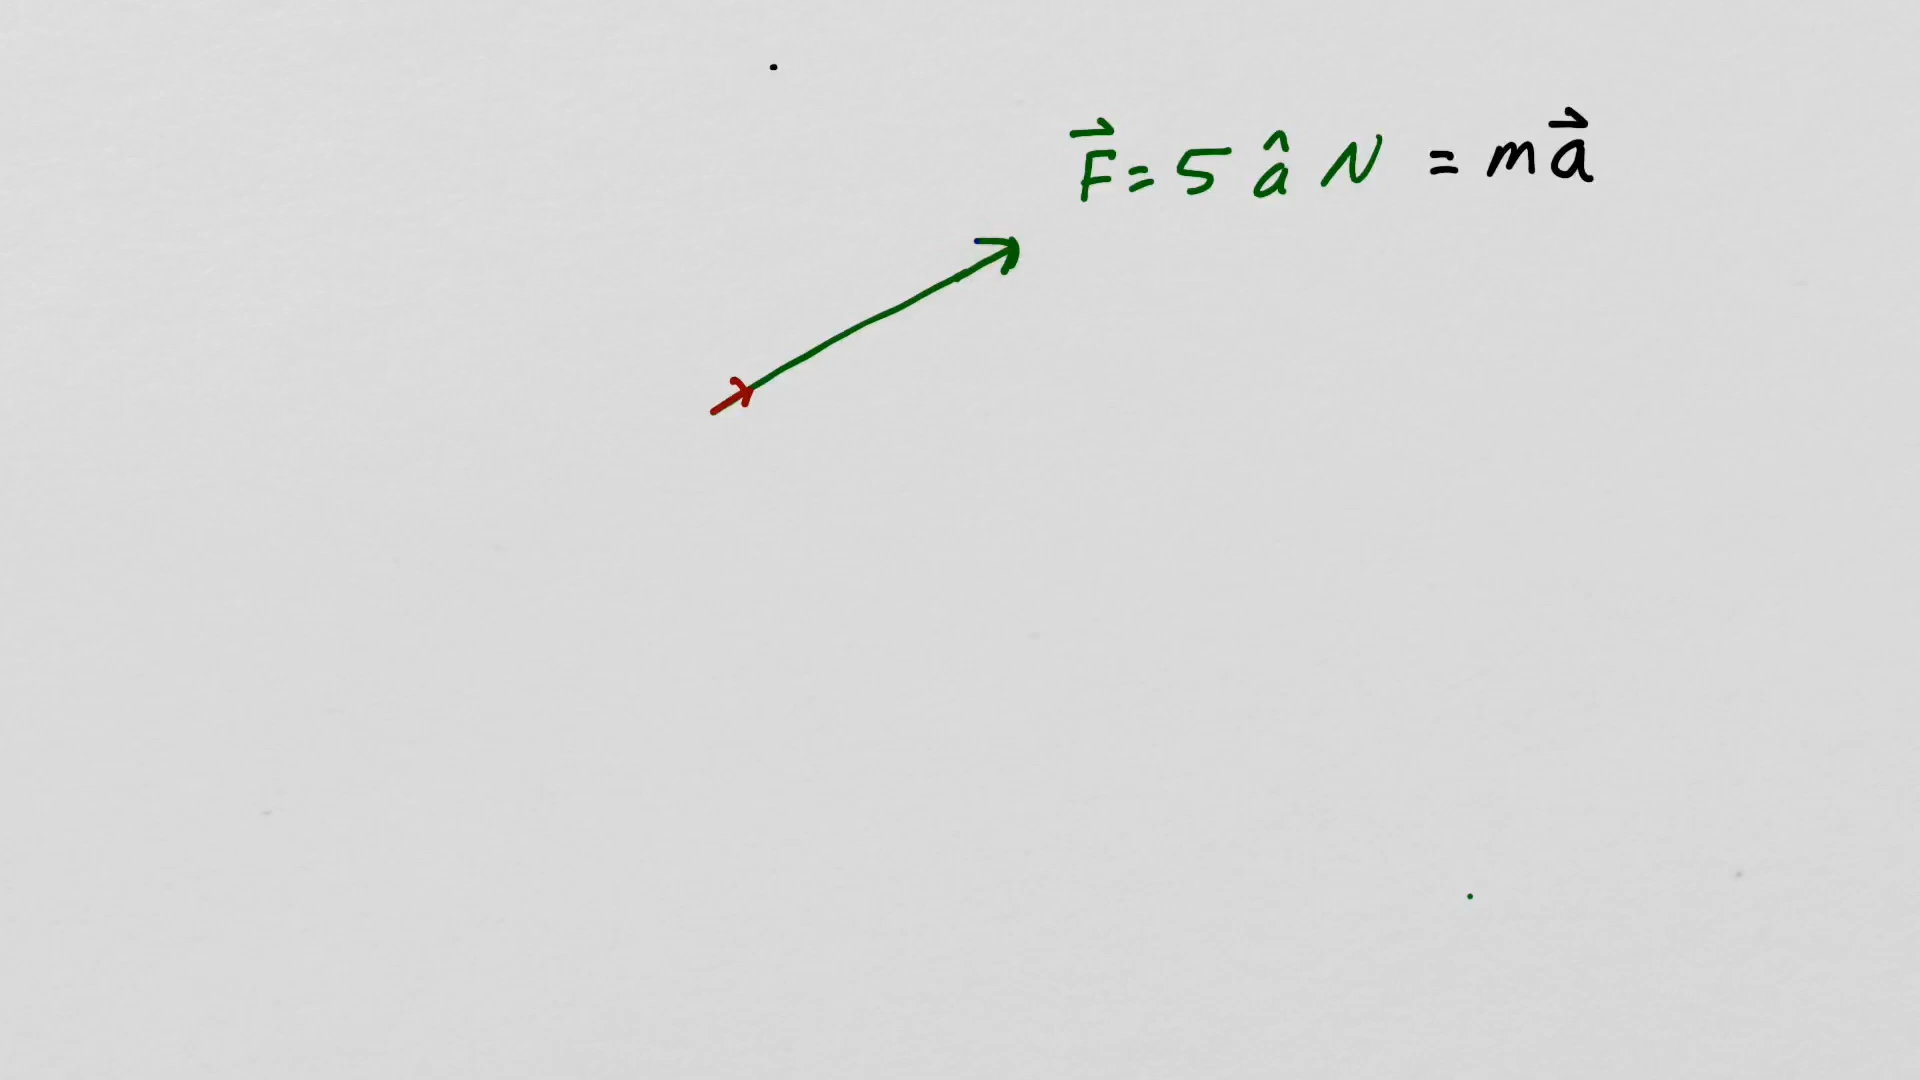 F⃗ = 5 â N = m a⃗